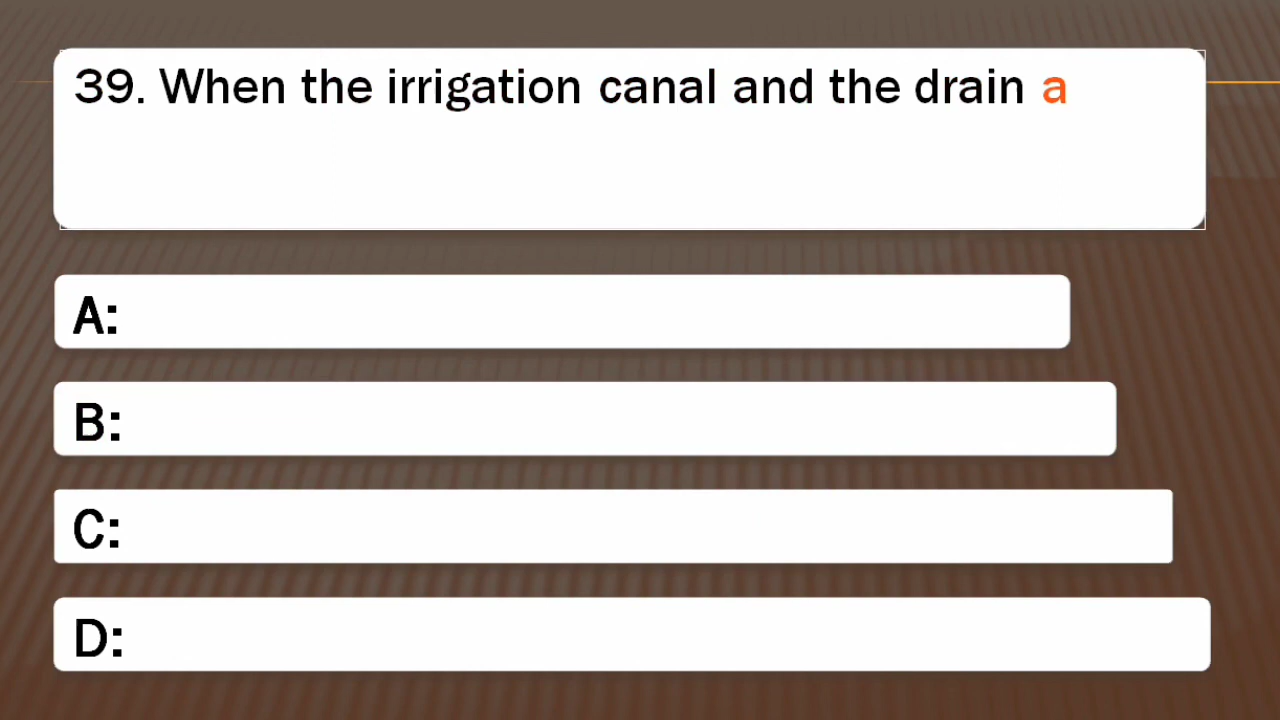 39. When the irrigation canal and the drain a
A:
B:
C:
D: